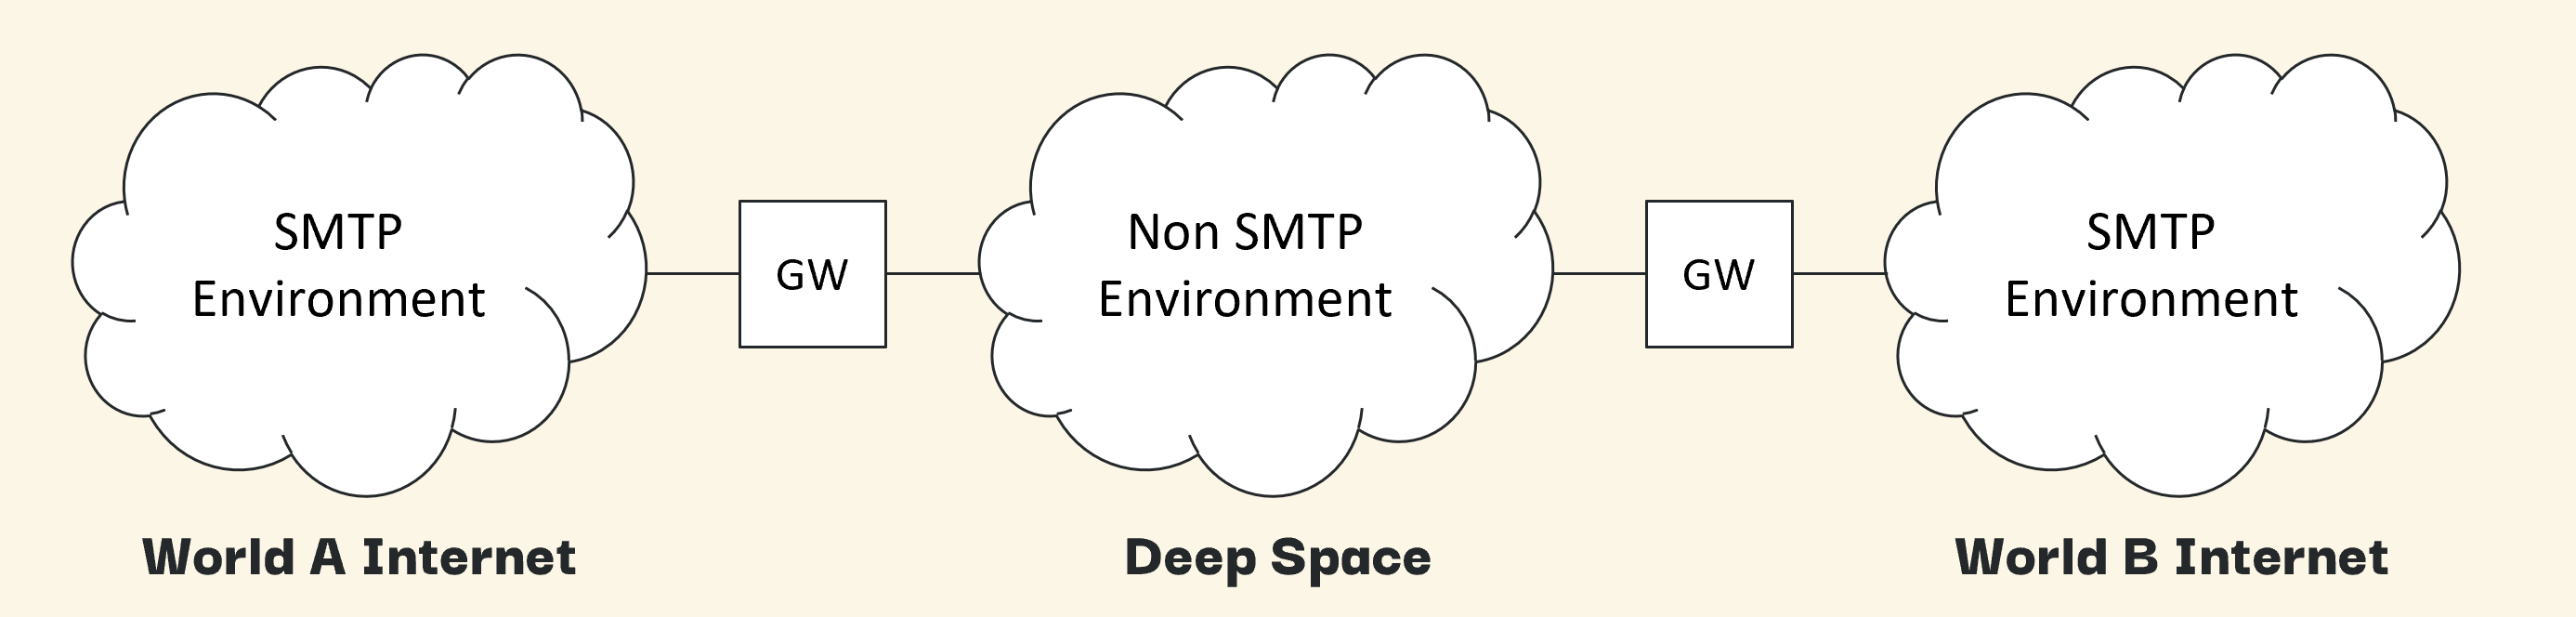 SMTP
Environment
GW
Non SMTP
Environment
GW
SMTP
Environment
World A Internet
Deep Space
World B Internet